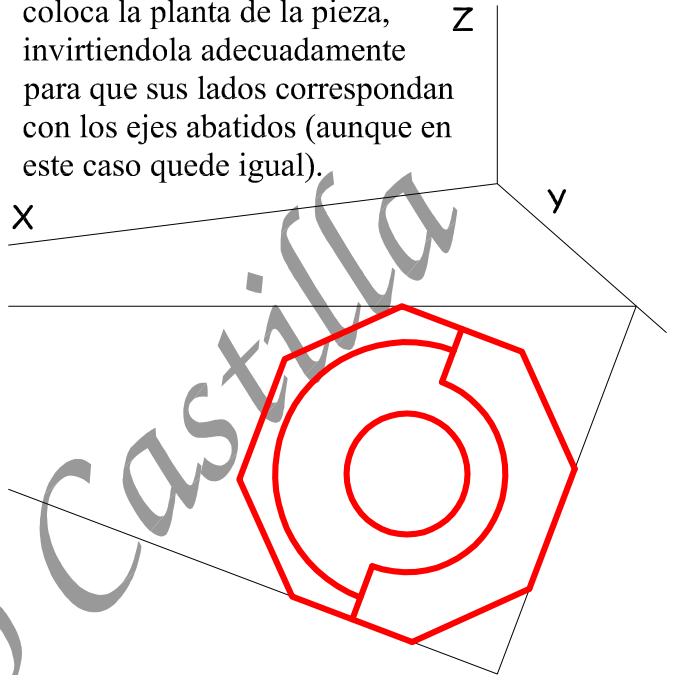 coloca la planta de la pieza,
invirtiendola adecuadamente
para que sus lados correspondan
con los ejes abatidos (aunque en
este caso quede igual).
Z
X
y
Castilla